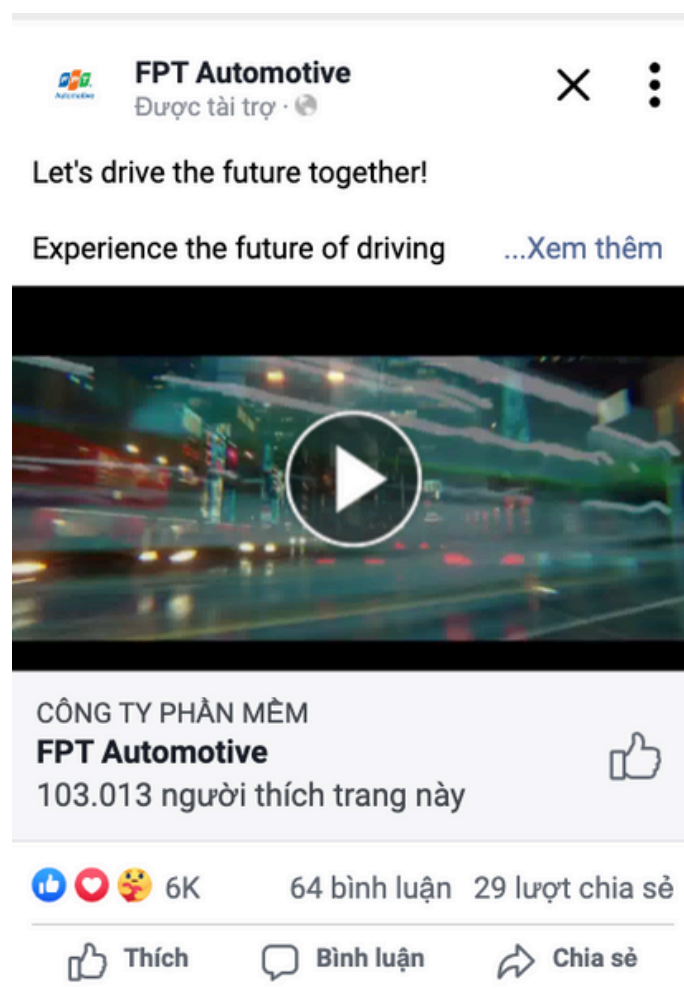 FPT
Automotive
FPT Automotive
Được tài trợ ·
Let's drive the future together!
Experience the future of driving ...Xem thêm
CÔNG TY PHẦN MỀM
FPT Automotive
103.013 người thích trang này
6K 64 bình luận 29 lượt chia sẻ
Thích Bình luận Chia sẻ